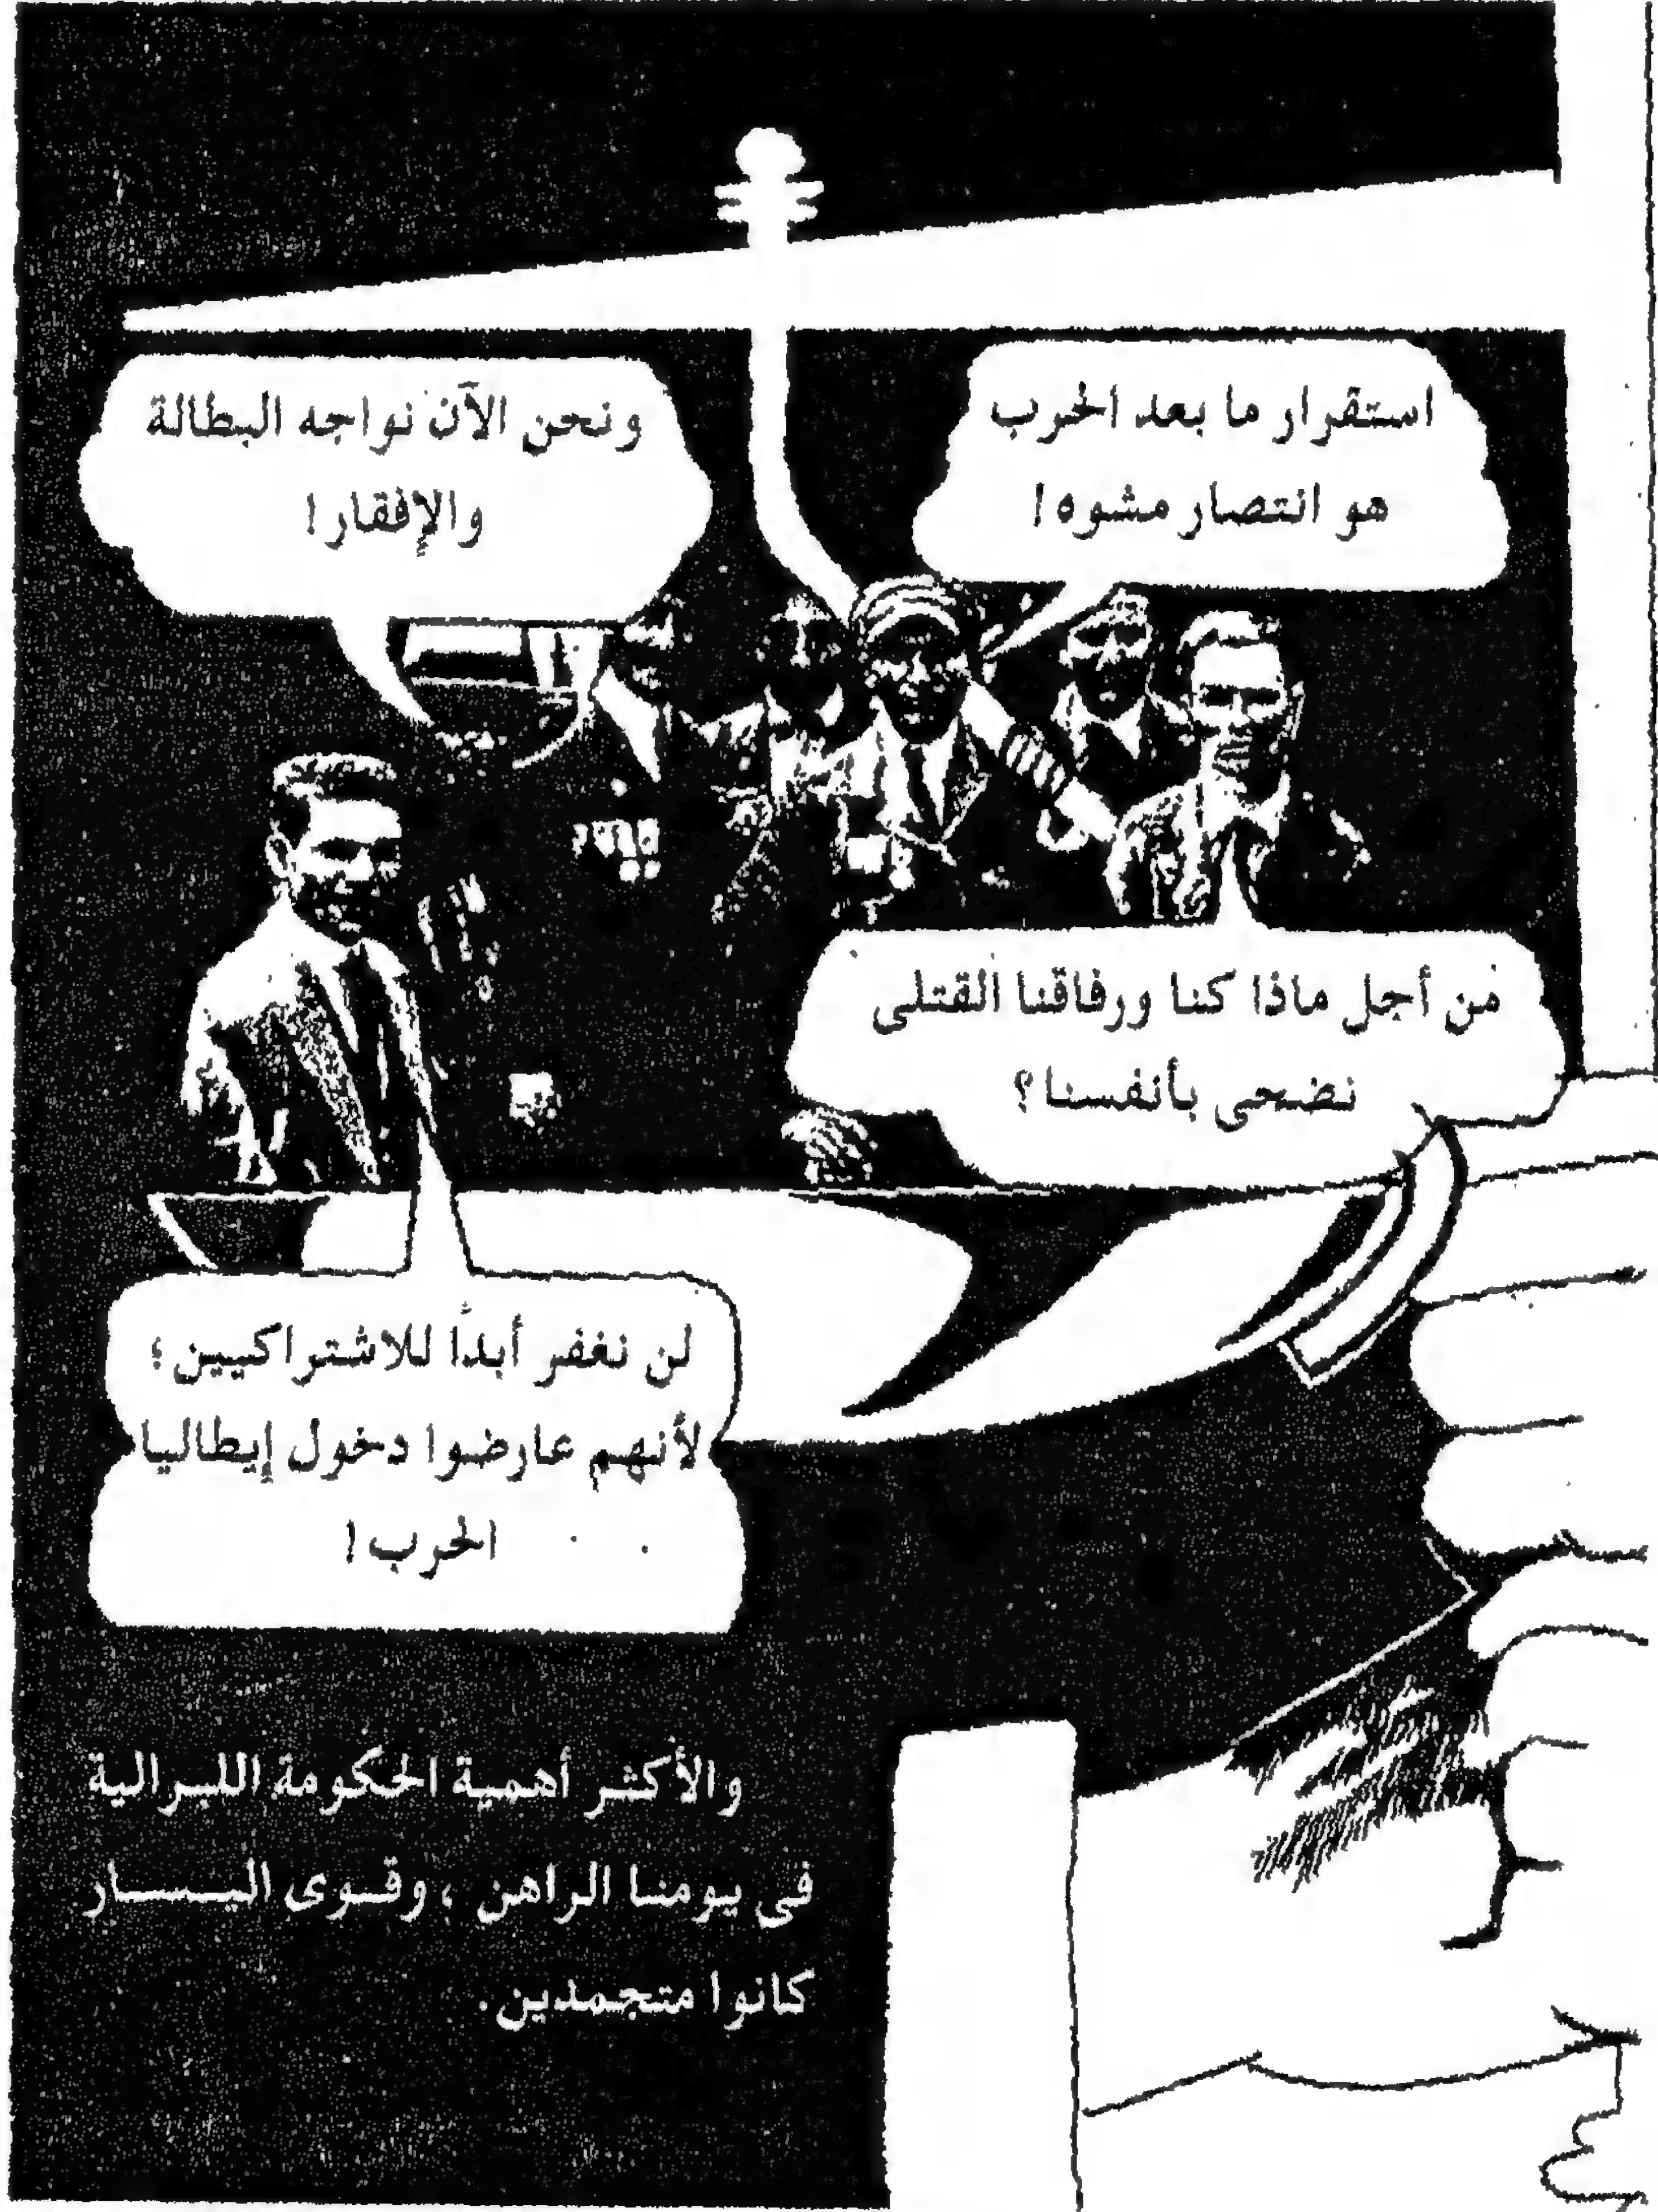 استقرار ما بعد الحرب
هو انتصار مشوه !
ونحن الآن نواجه البطالة
والإفقار !
من أجل ماذا كنا ورفاقنا القتلى
نضحى بأنفسنا ؟
لن نغفر أبداً للاشتراكيين ؛
لأنهم عارضوا دخول إيطاليا
الحرب !
والأكثر أهمية الحكومة الليبرالية
فى يومنا الراهن ، وقوى اليسار
كانوا متجمدين .